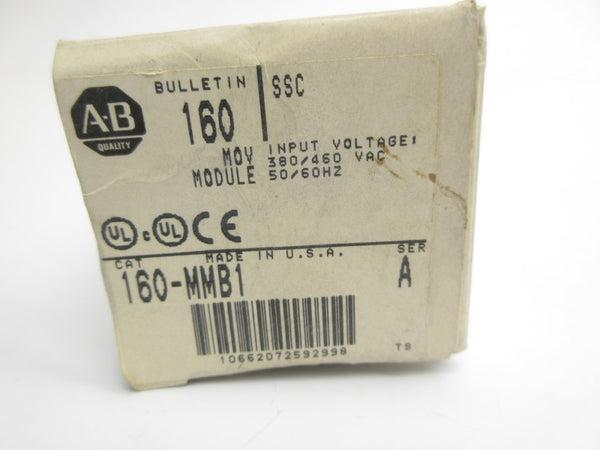 BULLETIN
160
SSC
A-B
QUALITY
MOV
MODULE
INPUT VOLTAGE:
380/460 VAC
50/60HZ
UL c UL CE
MADE IN U.S.A.
CAT
160-MMB1
SER
A
10662072592998
TS